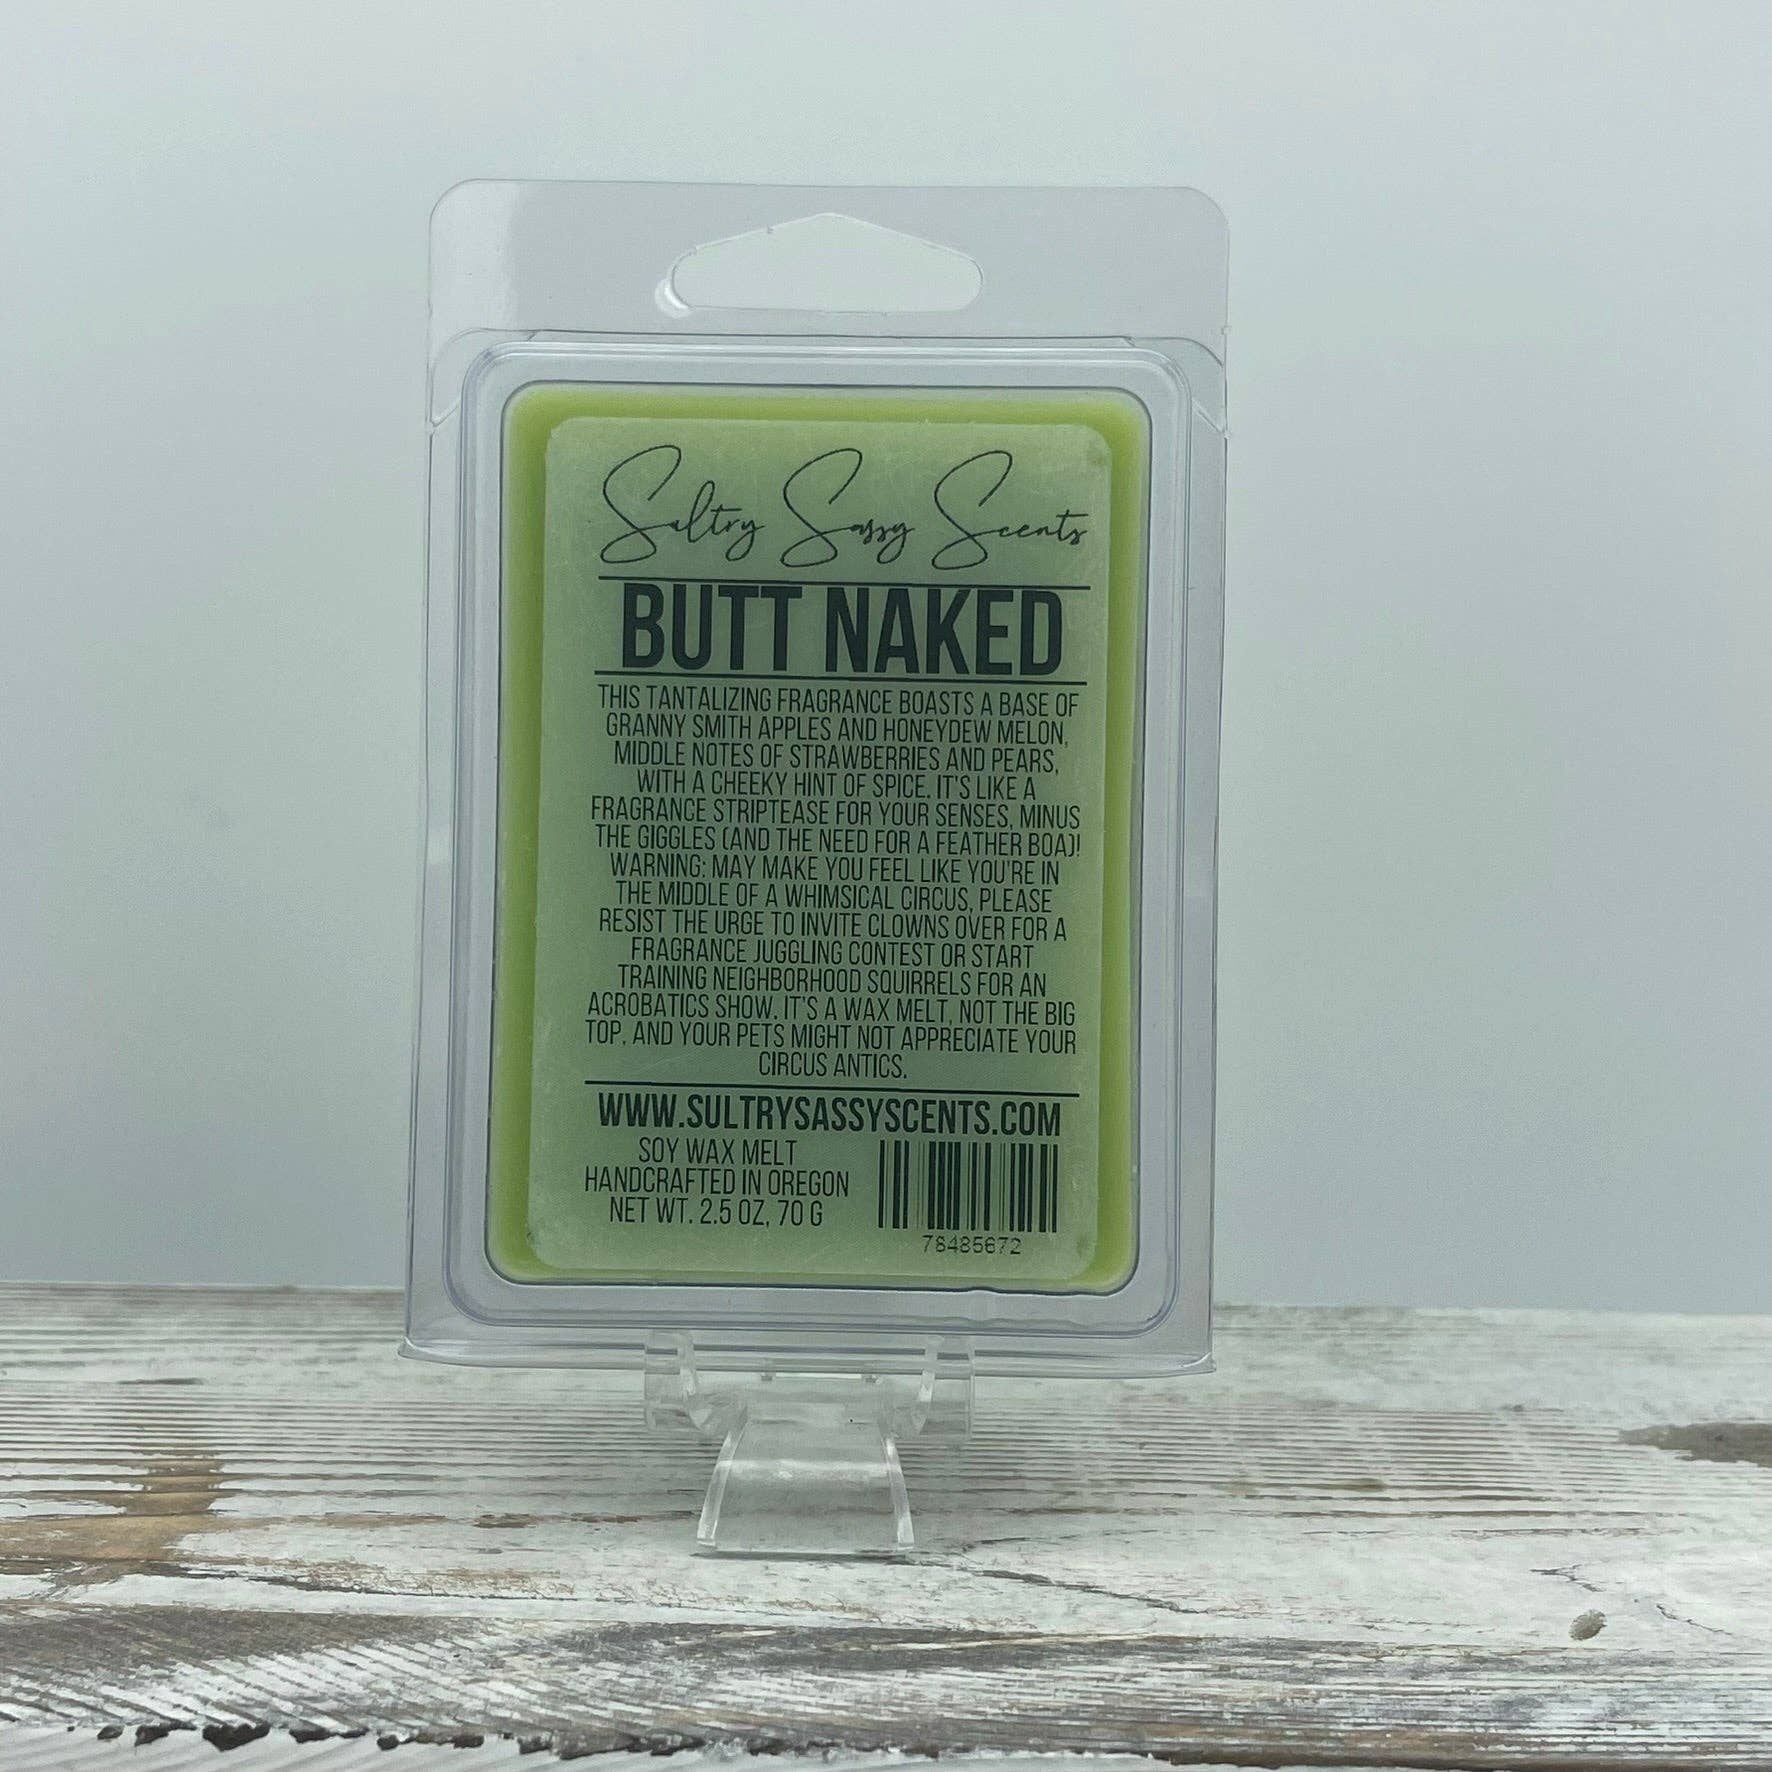 Sultry Sassy Scents
BUTT NAKED
THIS TANTALIZING FRAGRANCE BOASTS A BASE OF
GRANNY SMITH APPLES AND HONEYDEW MELON,
MIDDLE NOTES OF STRAWBERRIES AND PEARS,
WITH A CHEEKY HINT OF SPICE. IT'S LIKE A
FRAGRANCE STRIPTEASE FOR YOUR SENSES, MINUS
THE GIGGLES (AND THE NEED FOR A FEATHER BOA)!
WARNING: MAY MAKE YOU FEEL LIKE YOU'RE IN
THE MIDDLE OF A WHIMSICAL CIRCUS, PLEASE
RESIST THE URGE TO INVITE CLOWNS OVER FOR A
FRAGRANCE JUGGLING CONTEST OR START
TRAINING NEIGHBORHOOD SQUIRRELS FOR AN
ACROBATICS SHOW. IT'S A WAX MELT, NOT THE BIG
TOP, AND YOUR PETS MIGHT NOT APPRECIATE YOUR
CIRCUS ANTICS.
WWW.SULTRYSASSYSCENTS.COM
SOY WAX MELT
HANDCRAFTED IN OREGON
NET WT. 2.5 OZ, 70 G
78485672